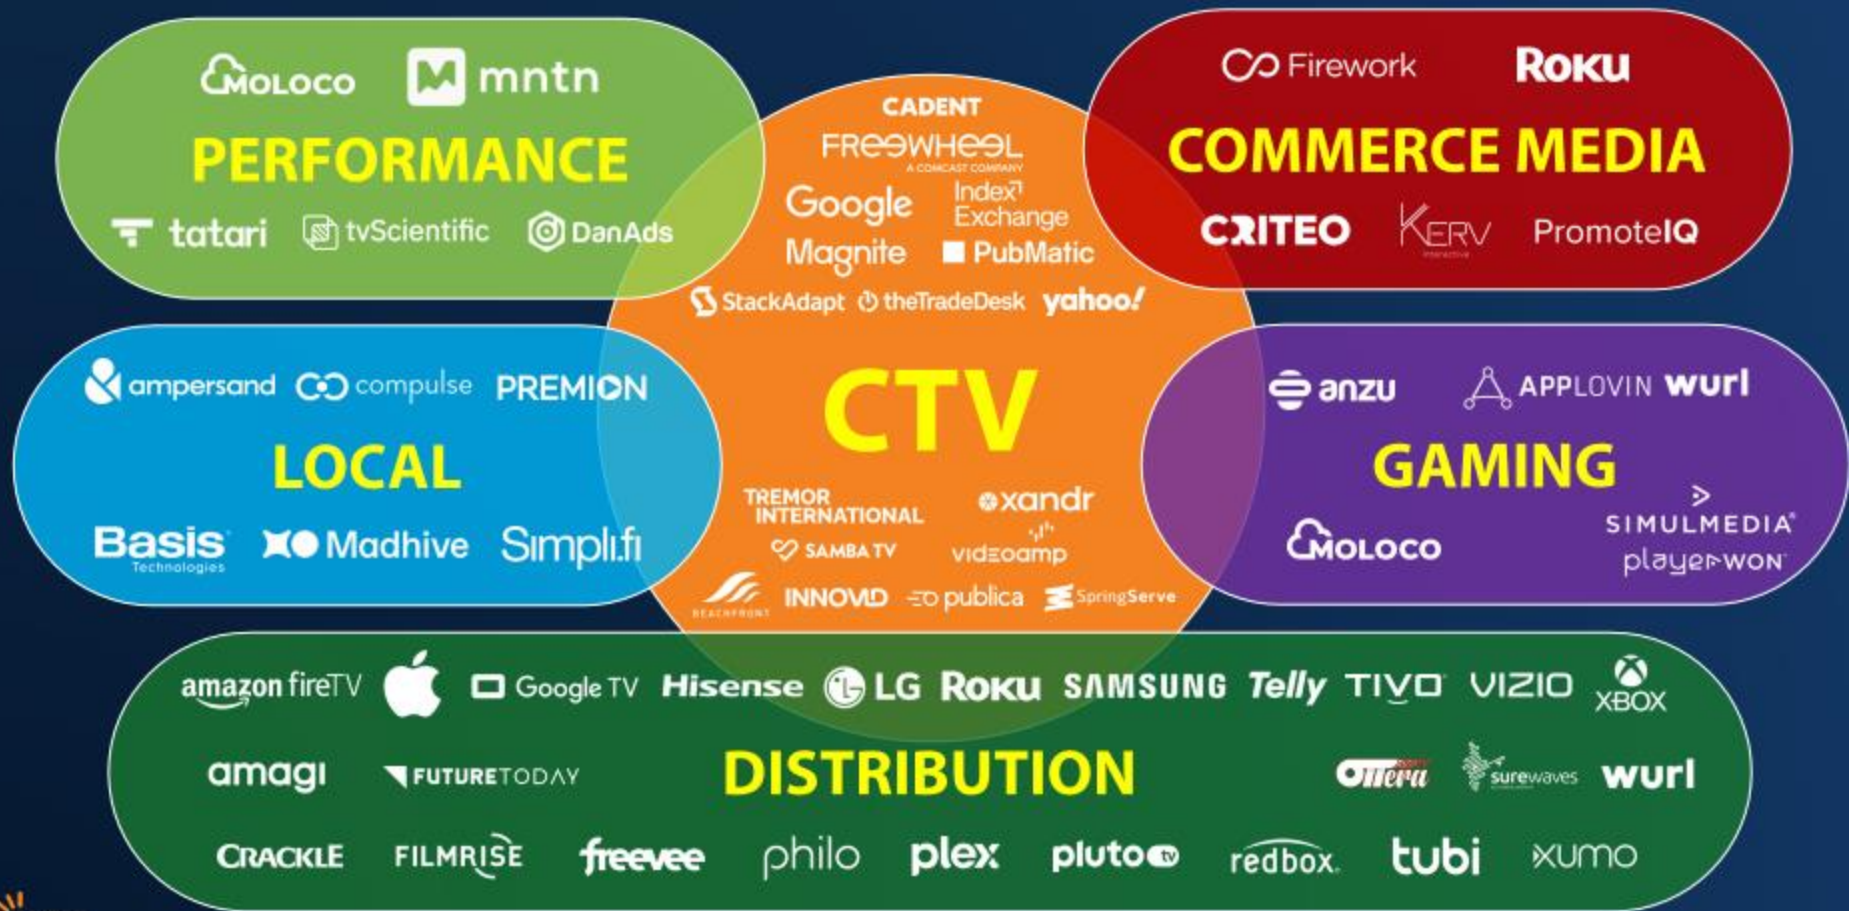 MOLOCO mntn
PERFORMANCE
tatari tvScientific DanAds
CADENT
FREEWHEEL
A COMCAST COMPANY
Google Index
Exchange
Magnite PubMatic
StackAdapt theTradeDesk yahoo!
Firework ROKU
COMMERCE MEDIA
CRITEO KERV PromoteIQ
interactive
ampersand compulse PREMION
LOCAL
Basis Madhive Simpli.fi
Technologies
CTV
TREMOR
INTERNATIONAL
xandr
SAMBA TV videoamp
BEACHFRONT INNOVID publica SpringServe
anzu APPLOVIN wurl
GAMING
MOLOCO SIMULMEDIA®
playerWON
amazon fireTV Google TV Hisense LG ROKU SAMSUNG Telly TIVO VIZIO XBOX
amagi FUTURETODAY DISTRIBUTION OTTera surewaves wurl
CRACKLE FILMRISE freevee philo plex pluto tv redbox. tubi xumo